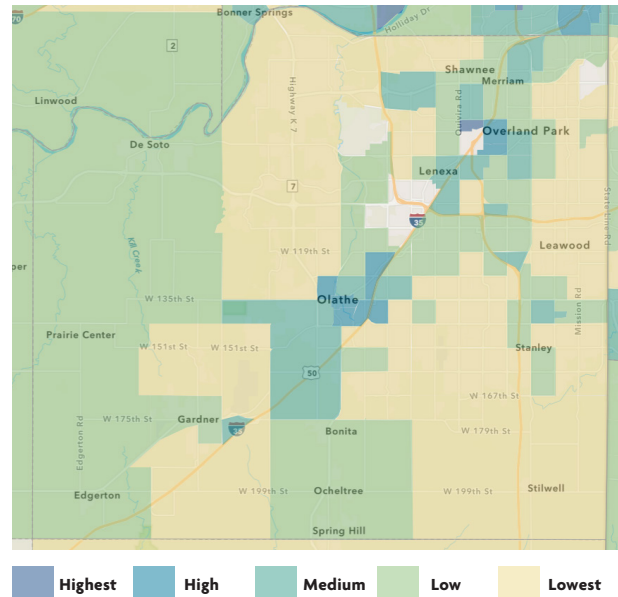 Bonner Springs
70
Holliday Dr
2
Highway K 7
Shawnee
Merriam
Linwood
Quivira Rd
Overland Park
De Soto
Lenexa
7
State Line Rd
35
Kill Creek
W 119th St
Leawood
per
W 135th St
Olathe
Mission Rd
Prairie Center
W 151st St
W 151st St
Stanley
50
W 167th St
W 175th St
Gardner
35
Bonita
W 179th St
Edgerton Rd
Edgerton
W 199th St
Ocheltree
W 199th St
Stilwell
Spring Hill
Highest
High
Medium
Low
Lowest